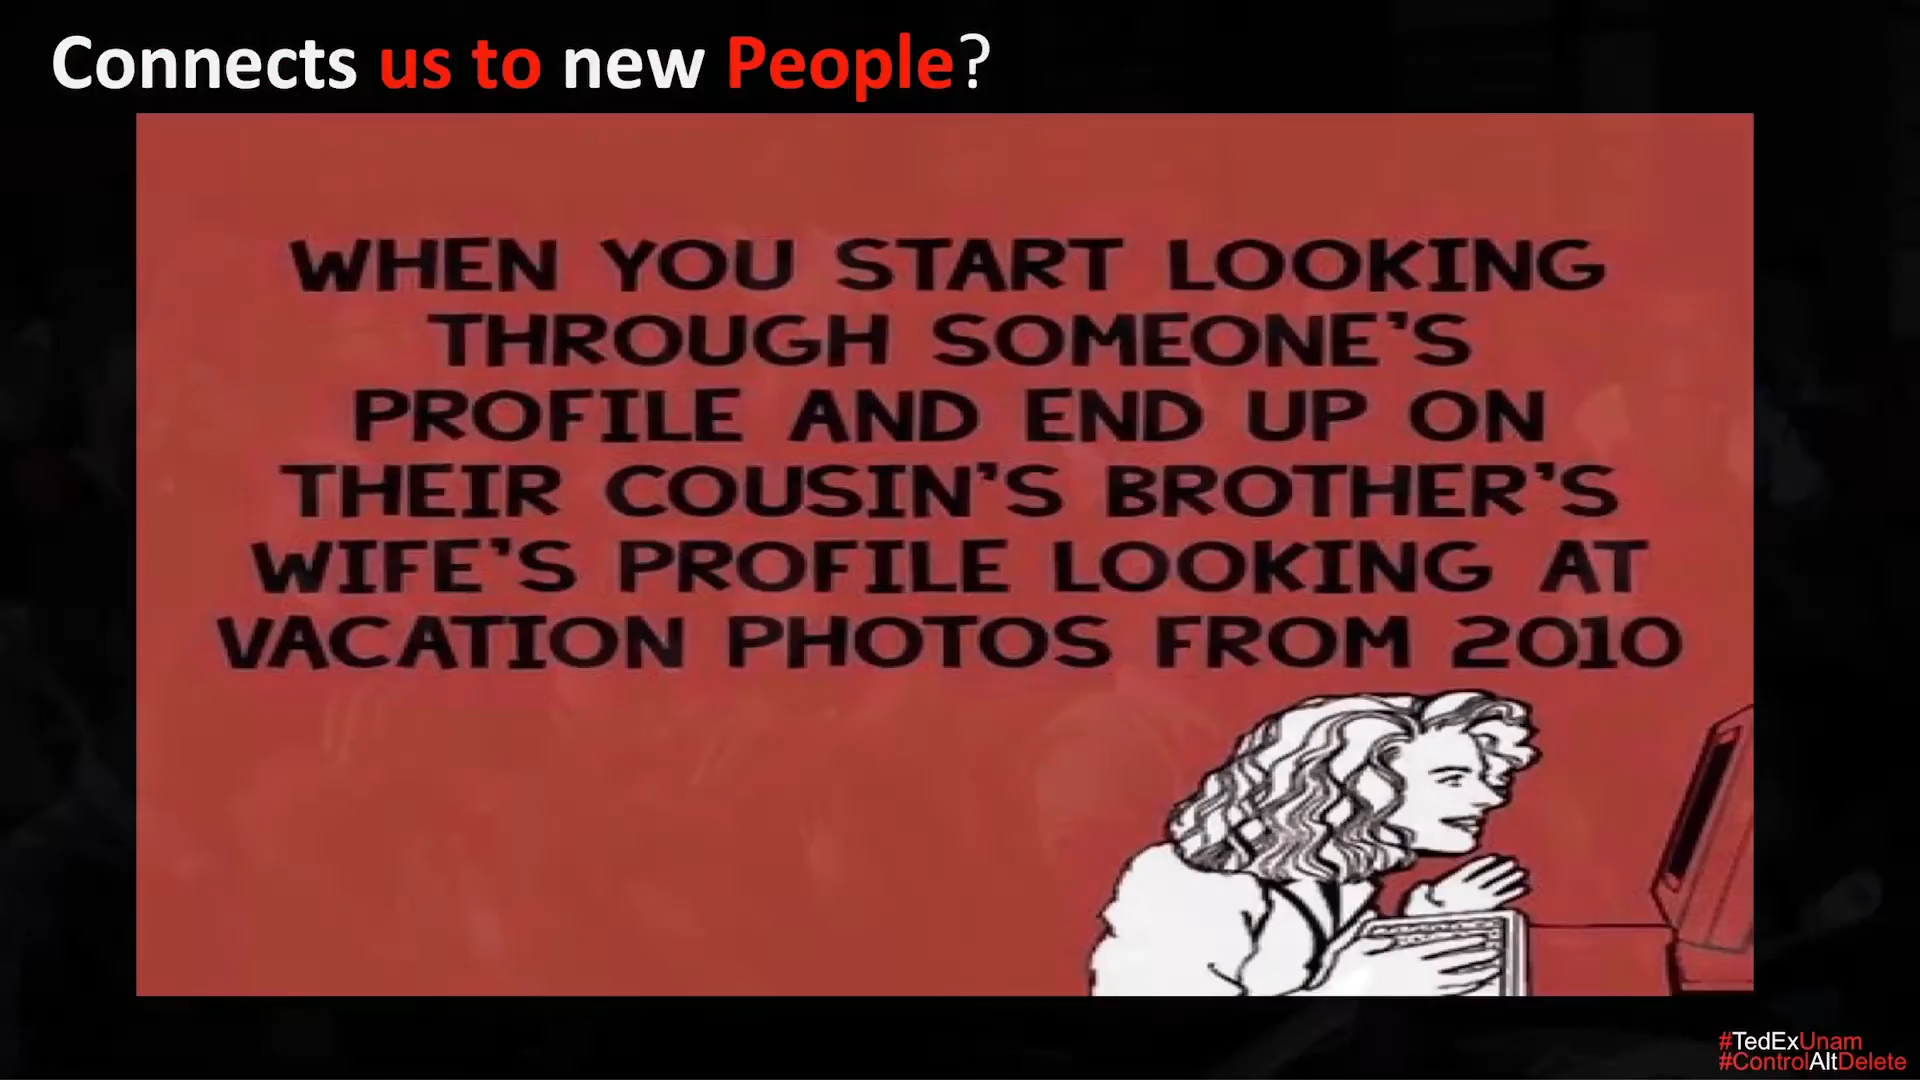 Connects us to new People?
WHEN YOU START LOOKING
THROUGH SOMEONE'S
PROFILE AND END UP ON
THEIR COUSIN'S BROTHER'S
WIFE'S PROFILE LOOKING AT
VACATION PHOTOS FROM 2010
#TedExUnam
#ControlAltDelete